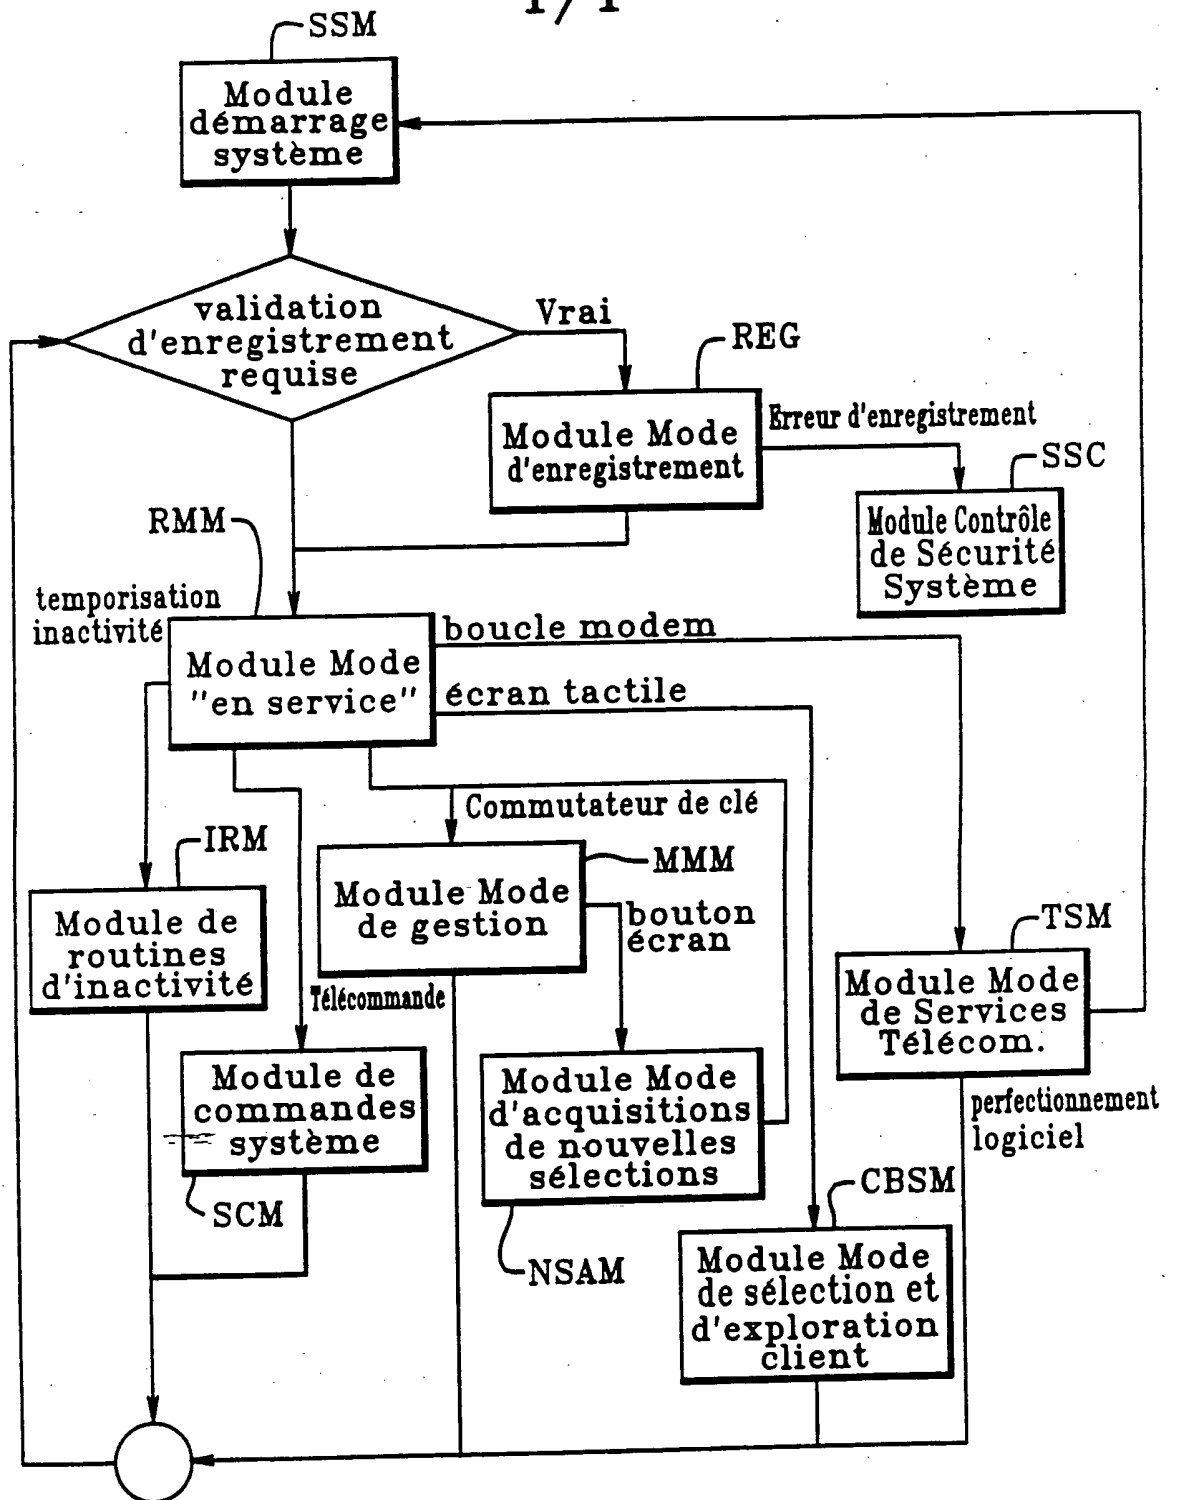 1/1
SSM
Module
démarrage
système
validation
d'enregistrement
requise
Vrai
REG
Module Mode
d'enregistrement
Erreur d'enregistrement
SSC
Module Contrôle
de Sécurité
Système
RMM
temporisation
inactivité
Module Mode
"en service"
boucle modem
écran tactile
Commutateur de clé
IRM
Module de
routines
d'inactivité
MMM
Module Mode
de gestion
bouton
écran
Télécommande
TSM
Module Mode
de Services
Télécom.
perfectionnement
logiciel
Module de
commandes
système
SCM
Module Mode
d'acquisitions
de nouvelles
sélections
NSAM
CBSM
Module Mode
de sélection et
d'exploration
client